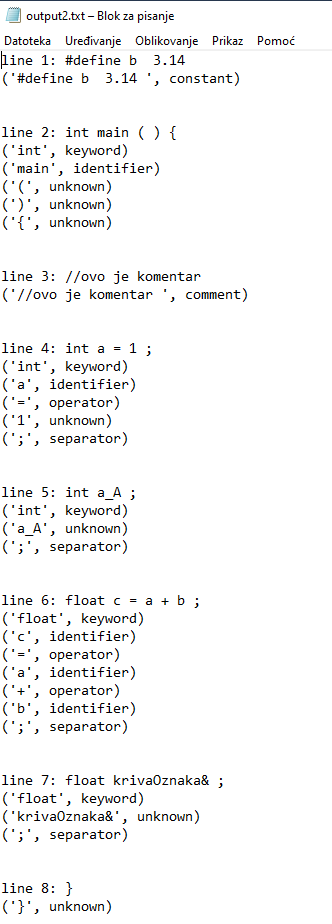 output2.txt – Blok za pisanje
Datoteka Uređivanje Oblikovanje Prikaz Pomoć
line 1: #define b  3.14
('#define b  3.14 ', constant)
line 2: int main ( ) {
('int', keyword)
('main', identifier)
('(', unknown)
(')', unknown)
('{', unknown)
line 3: //ovo je komentar
('//ovo je komentar ', comment)
line 4: int a = 1 ;
('int', keyword)
('a', identifier)
('=', operator)
('1', unknown)
(';', separator)
line 5: int a_A ;
('int', keyword)
('a_A', unknown)
(';', separator)
line 6: float c = a + b ;
('float', keyword)
('c', identifier)
('=', operator)
('a', identifier)
('+', operator)
('b', identifier)
(';', separator)
line 7: float krivaOznaka& ;
('float', keyword)
('krivaOznaka&', unknown)
(';', separator)
line 8: }
('}', unknown)